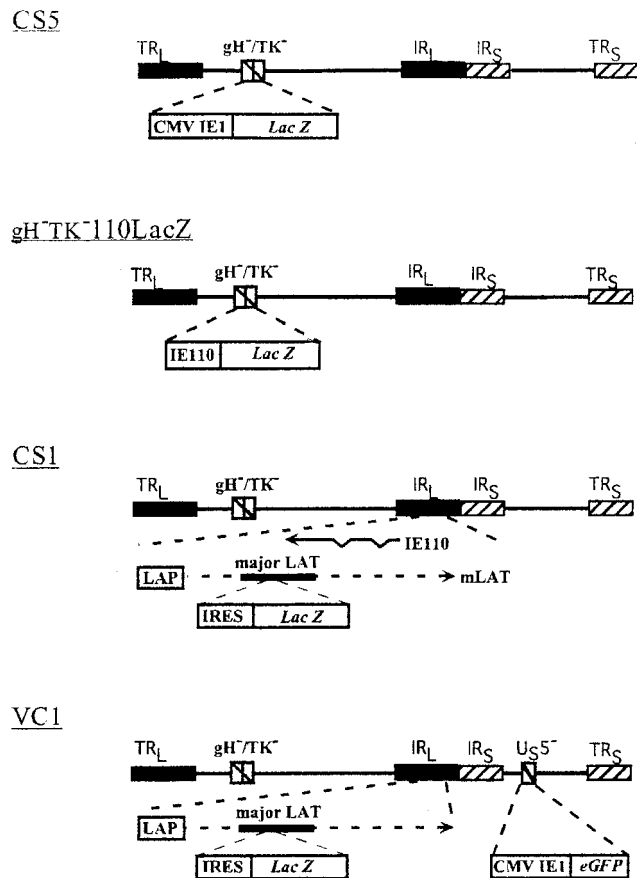 CS5
TRL gH⁻/TK⁻ IRL IRS TRS
CMV IE1 Lac Z
gH⁻TK⁻110LacZ
TRL gH⁻/TK⁻ IRL IRS TRS
IE110 Lac Z
CS1
TRL gH⁻/TK⁻ IRL IRS TRS
IE110
LAP major LAT mLAT
IRES Lac Z
VC1
TRL gH⁻/TK⁻ IRL IRS US5⁻ TRS
LAP major LAT
IRES Lac Z CMV IE1 eGFP